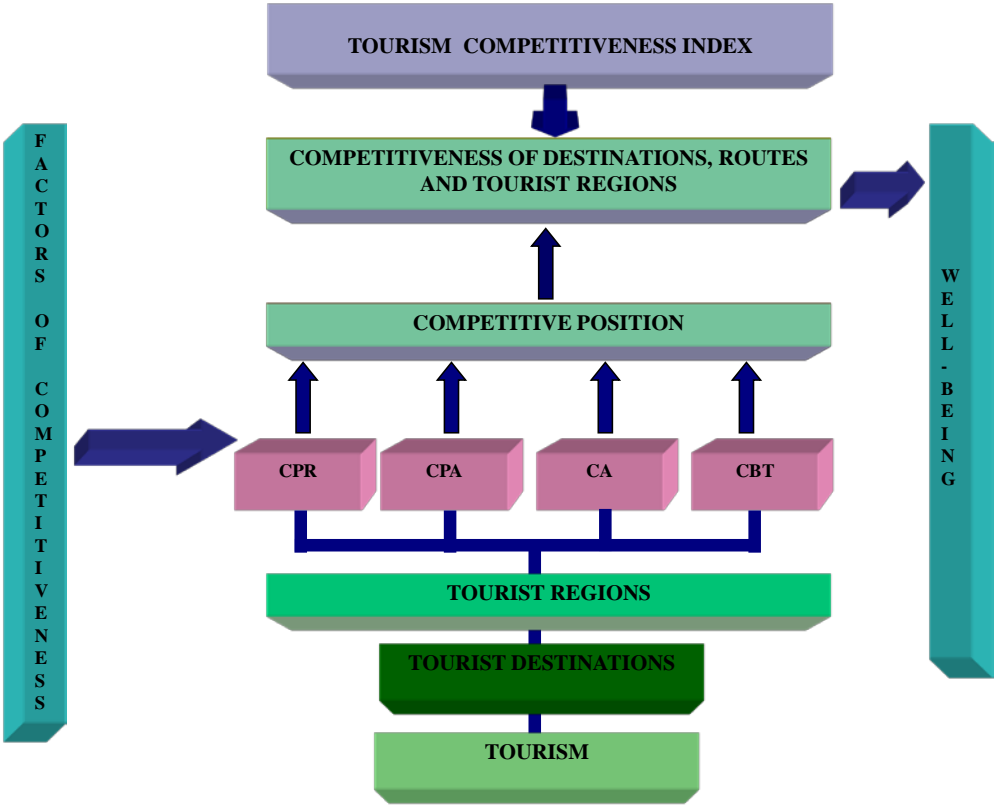 TOURISM COMPETITIVENESS INDEX
FACTORS OF COMPETITIVENESS
COMPETITIVENESS OF DESTINATIONS, ROUTES
AND TOURIST REGIONS
WELL-BEING
COMPETITIVE POSITION
CPR
CPA
CA
CBT
TOURIST REGIONS
TOURIST DESTINATIONS
TOURISM